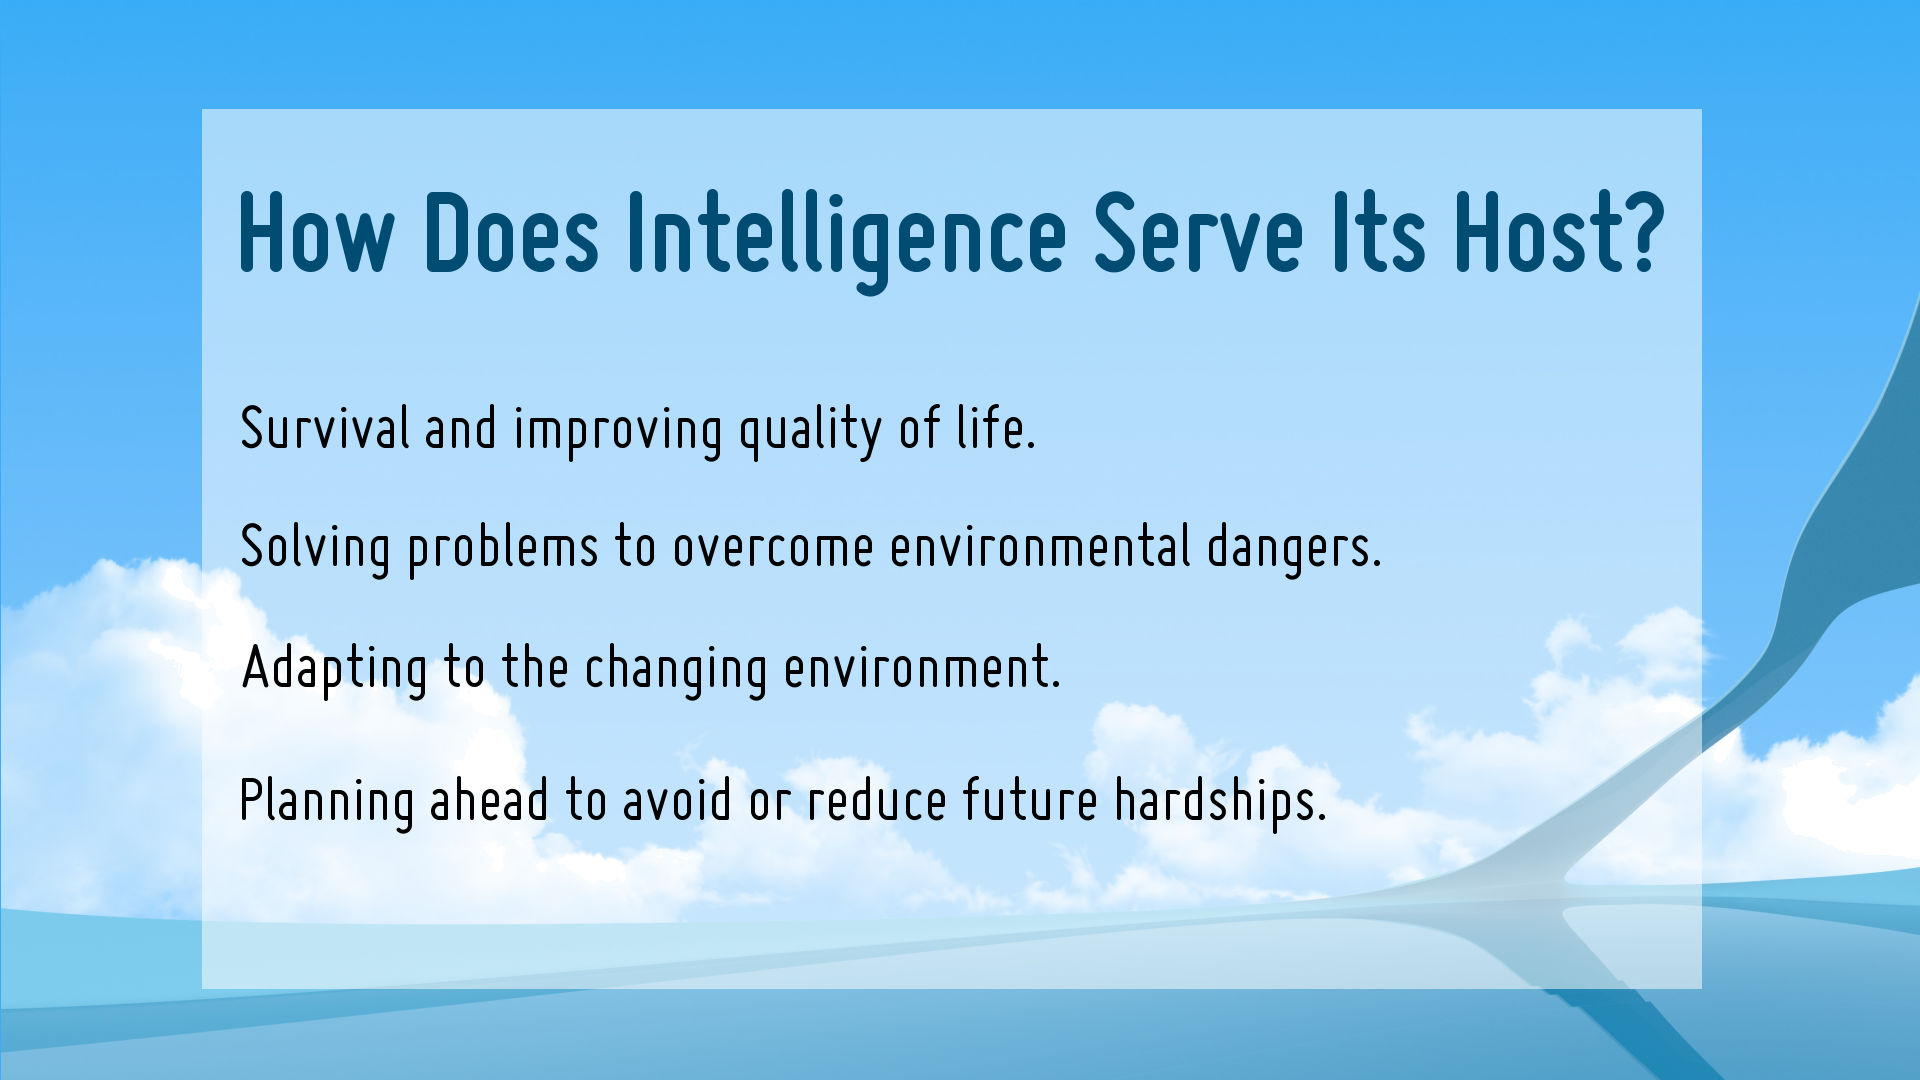 How Does Intelligence Serve Its Host?
Survival and improving quality of life.
Solving problems to overcome environmental dangers.
Adapting to the changing environment.
Planning ahead to avoid or reduce future hardships.